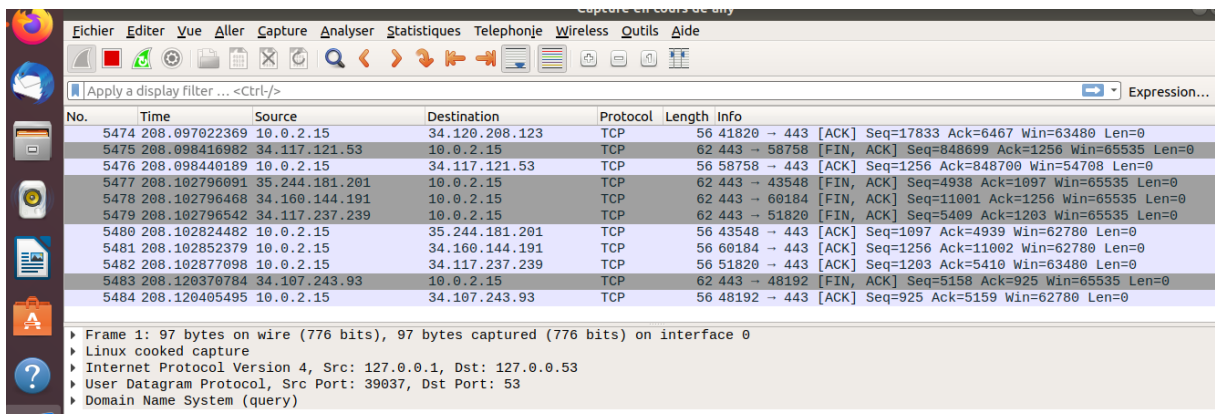 Capture en cours de any
Fichier Editer Vue Aller Capture Analyser Statistiques Telephonie Wireless Outils Aide
Apply a display filter … <Ctrl-/> Expression…
No. Time Source Destination Protocol Length Info
5474 208.097022369 10.0.2.15 34.120.208.123 TCP 56 41820 → 443 [ACK] Seq=17833 Ack=6467 Win=63480 Len=0
5475 208.098416982 34.117.121.53 10.0.2.15 TCP 62 443 → 58758 [FIN, ACK] Seq=848699 Ack=1256 Win=65535 Len=0
5476 208.098440189 10.0.2.15 34.117.121.53 TCP 56 58758 → 443 [ACK] Seq=1256 Ack=848700 Win=54708 Len=0
5477 208.102796091 35.244.181.201 10.0.2.15 TCP 62 443 → 43548 [FIN, ACK] Seq=4938 Ack=1097 Win=65535 Len=0
5478 208.102796468 34.160.144.191 10.0.2.15 TCP 62 443 → 60184 [FIN, ACK] Seq=11001 Ack=1256 Win=65535 Len=0
5479 208.102796542 34.117.237.239 10.0.2.15 TCP 62 443 → 51820 [FIN, ACK] Seq=5409 Ack=1203 Win=65535 Len=0
5480 208.102824482 10.0.2.15 35.244.181.201 TCP 56 43548 → 443 [ACK] Seq=1097 Ack=4939 Win=62780 Len=0
5481 208.102852379 10.0.2.15 34.160.144.191 TCP 56 60184 → 443 [ACK] Seq=1256 Ack=11002 Win=62780 Len=0
5482 208.102877098 10.0.2.15 34.117.237.239 TCP 56 51820 → 443 [ACK] Seq=1203 Ack=5410 Win=63480 Len=0
5483 208.120370784 34.107.243.93 10.0.2.15 TCP 62 443 → 48192 [FIN, ACK] Seq=5158 Ack=925 Win=65535 Len=0
5484 208.120405495 10.0.2.15 34.107.243.93 TCP 56 48192 → 443 [ACK] Seq=925 Ack=5159 Win=62780 Len=0
Frame 1: 97 bytes on wire (776 bits), 97 bytes captured (776 bits) on interface 0
Linux cooked capture
Internet Protocol Version 4, Src: 127.0.0.1, Dst: 127.0.0.53
User Datagram Protocol, Src Port: 39037, Dst Port: 53
Domain Name System (query)